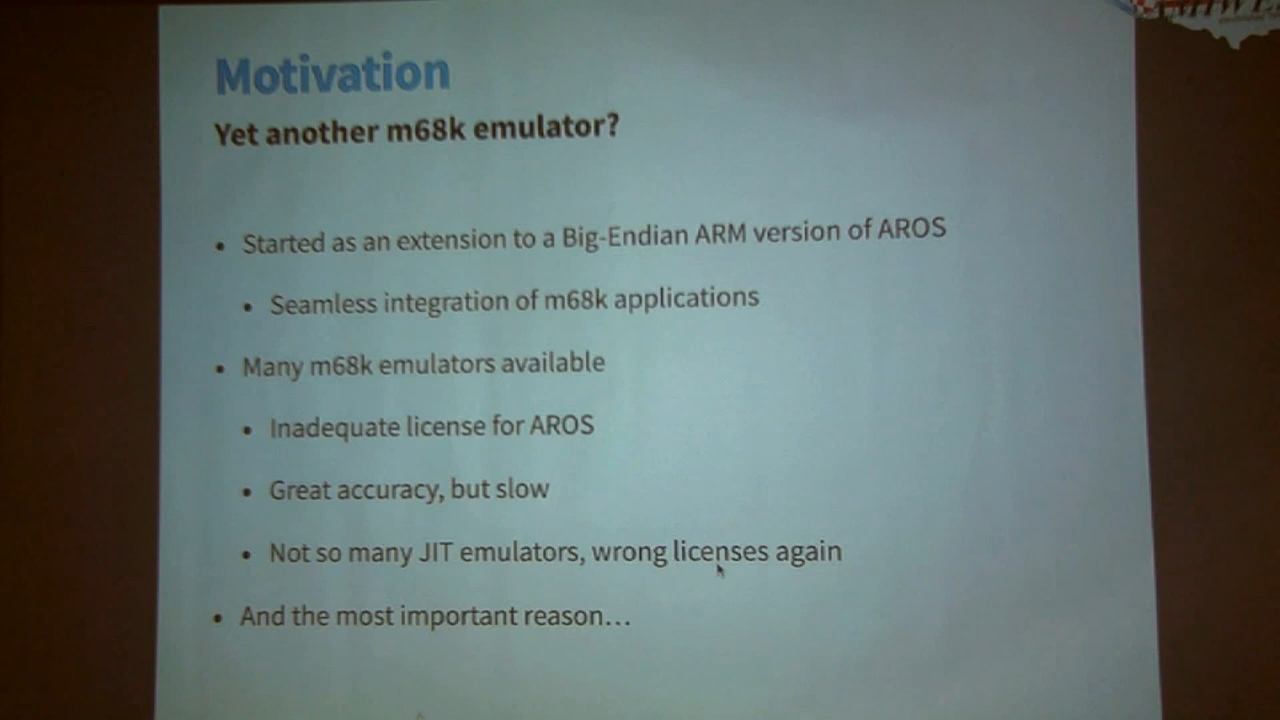 Motivation
Yet another m68k emulator?
• Started as an extension to a Big-Endian ARM version of AROS
• Seamless integration of m68k applications
• Many m68k emulators available
• Inadequate license for AROS
• Great accuracy, but slow
• Not so many JIT emulators, wrong licenses again
• And the most important reason…